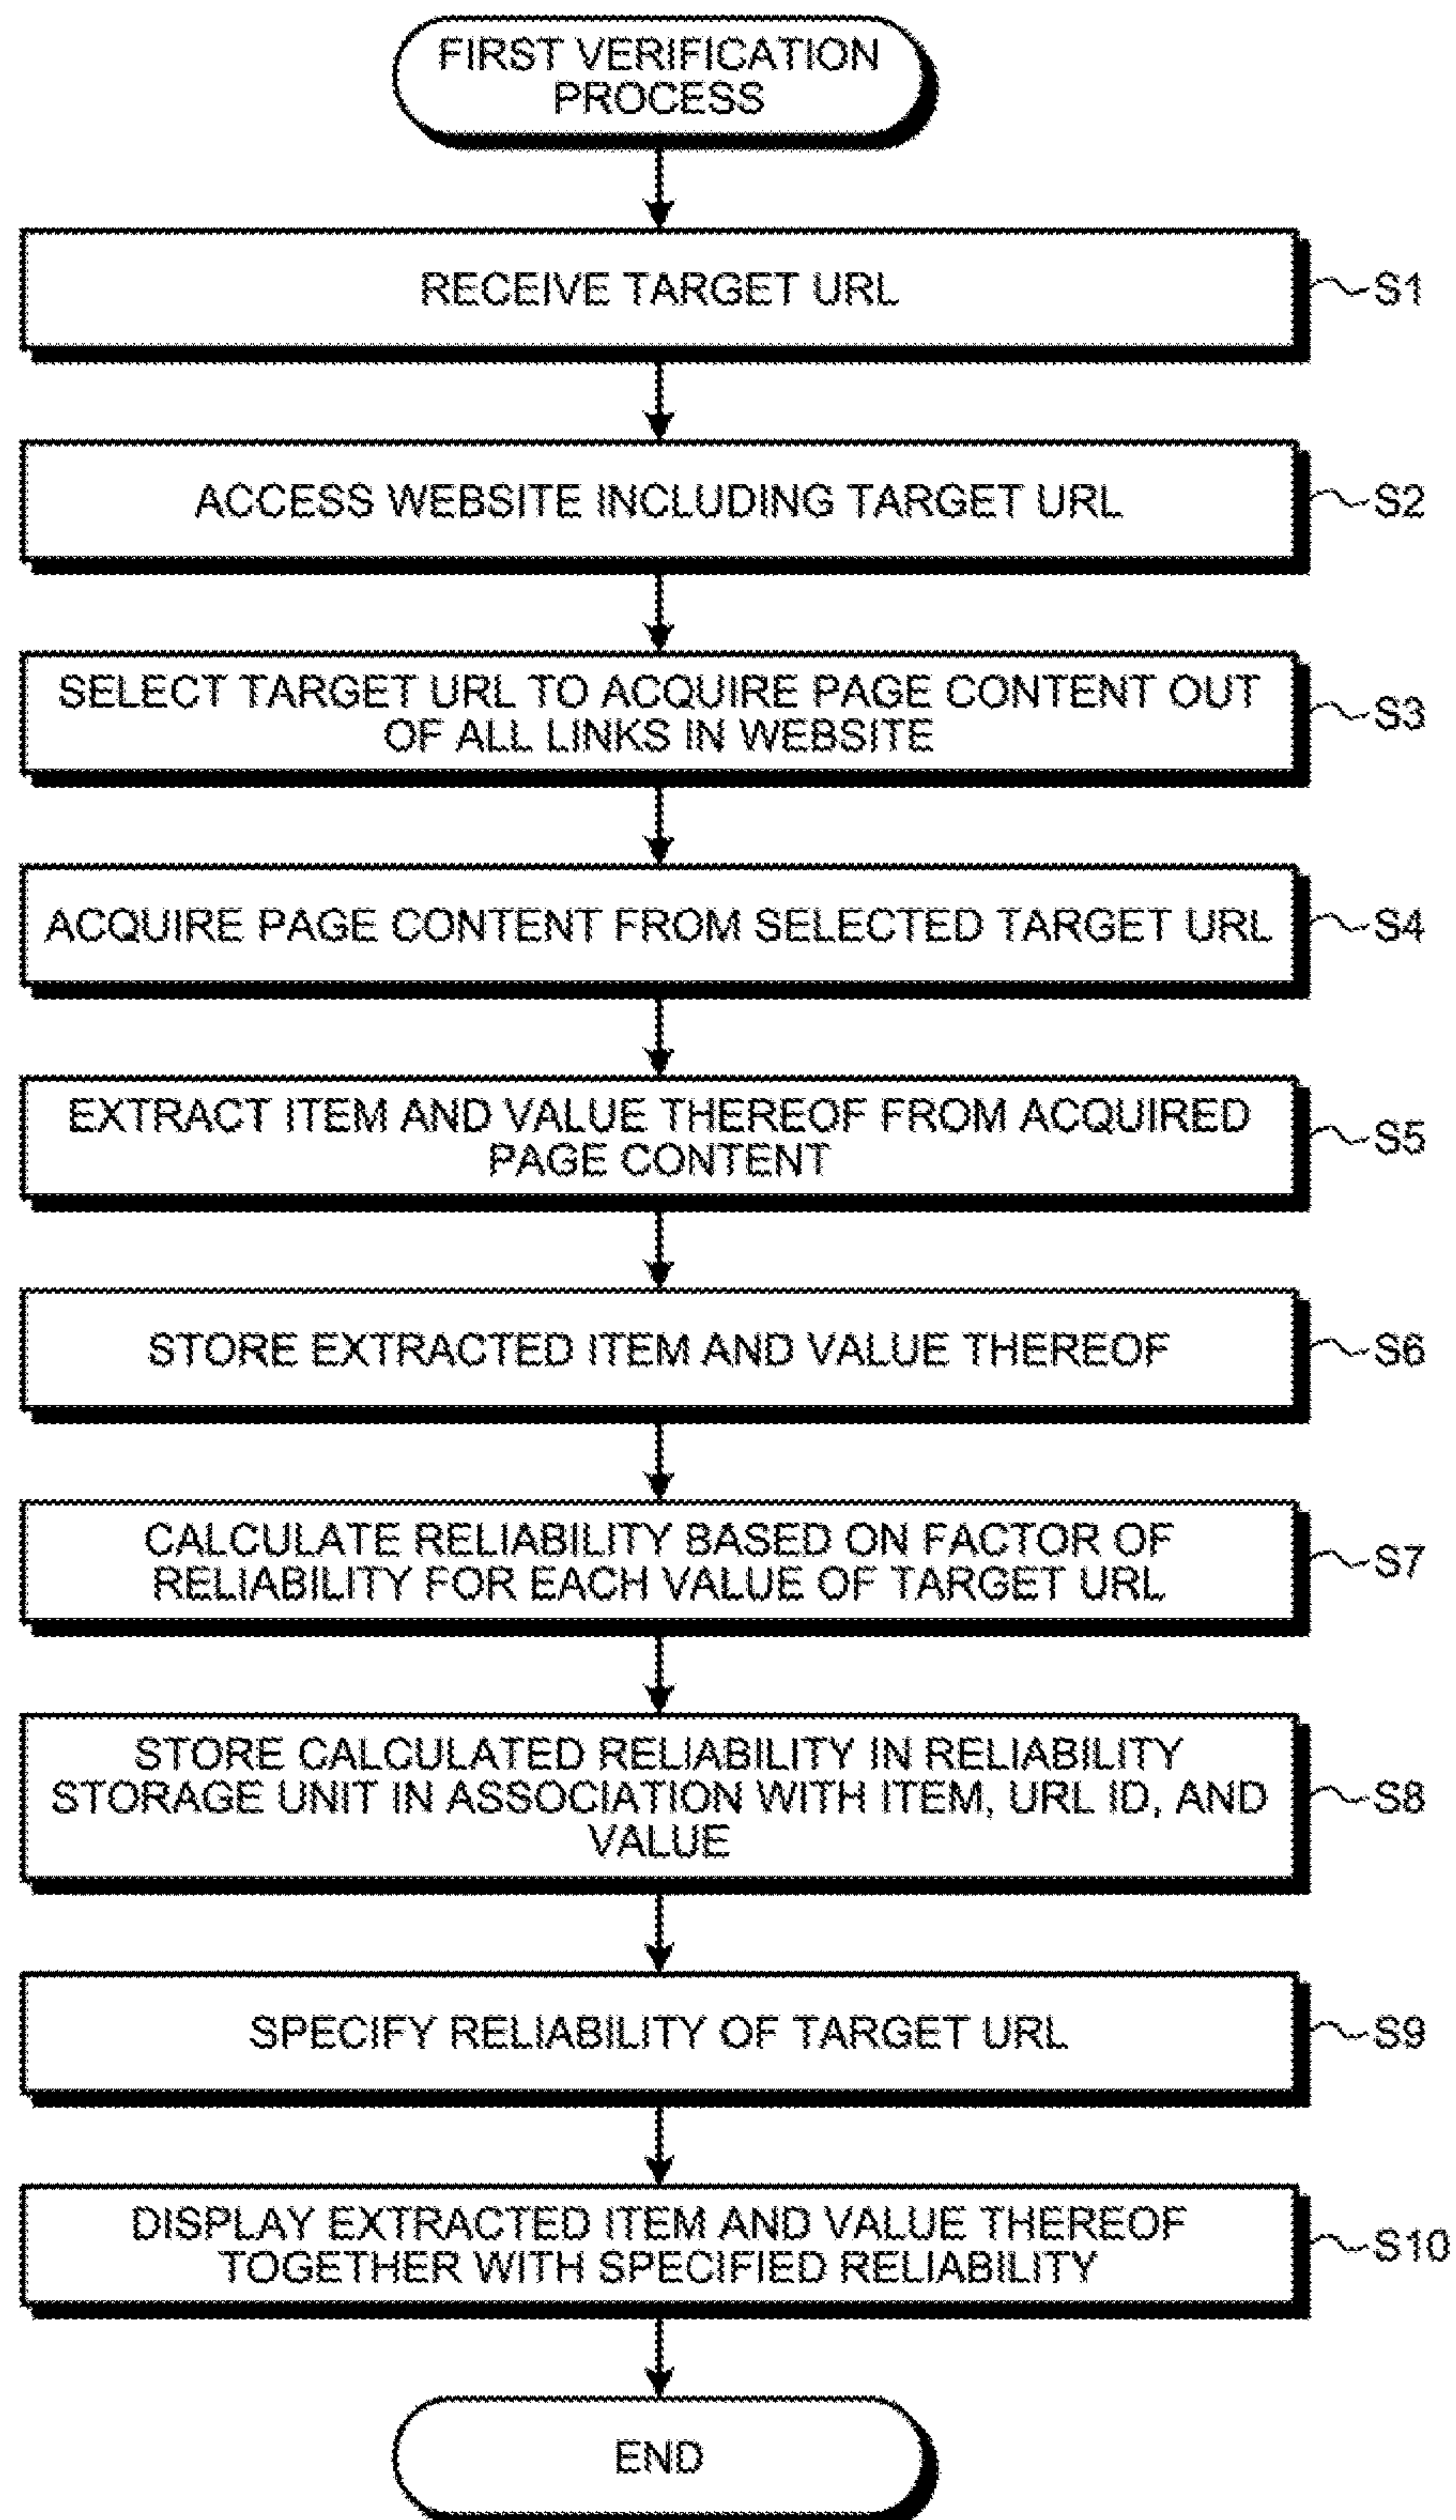 FIRST VERIFICATION
PROCESS
RECEIVE TARGET URL
S1
ACCESS WEBSITE INCLUDING TARGET URL
S2
SELECT TARGET URL TO ACQUIRE PAGE CONTENT OUT
OF ALL LINKS IN WEBSITE
S3
ACQUIRE PAGE CONTENT FROM SELECTED TARGET URL
S4
EXTRACT ITEM AND VALUE THEREOF FROM ACQUIRED
PAGE CONTENT
S5
STORE EXTRACTED ITEM AND VALUE THEREOF
S6
CALCULATE RELIABILITY BASED ON FACTOR OF
RELIABILITY FOR EACH VALUE OF TARGET URL
S7
STORE CALCULATED RELIABILITY IN RELIABILITY
STORAGE UNIT IN ASSOCIATION WITH ITEM, URL ID, AND
VALUE
S8
SPECIFY RELIABILITY OF TARGET URL
S9
DISPLAY EXTRACTED ITEM AND VALUE THEREOF
TOGETHER WITH SPECIFIED RELIABILITY
S10
END